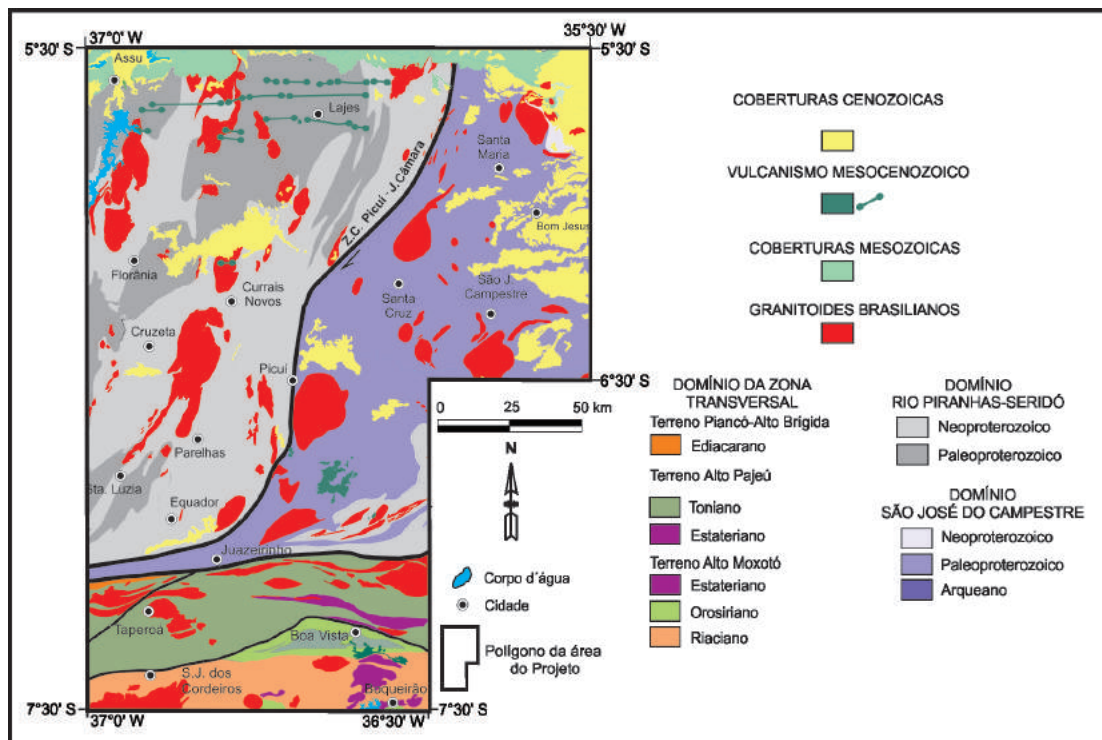 37°0' W
35°30' W
5°30' S
5°30' S
Assu
Lajes
Santa
Maria
Z.C. Picuí - J.Câmara
Bom Jesus
Florânia
Currais
Novos
Santa
Cruz
São J.
Campestre
Cruzeta
Picuí
6°30' S
0 25 50 km
N
Parelhas
Sta. Luzia
Equador
Juazeirinho
Taperoá
Boa Vista
S.J. dos
Cordeiros
Boqueirão
7°30' S
7°30' S
37°0' W
36°30' W
Corpo d´água
Cidade
Polígono da área
do Projeto
COBERTURAS CENOZOICAS
VULCANISMO MESOCENOZOICO
COBERTURAS MESOZOICAS
GRANITOIDES BRASILIANOS
DOMÍNIO DA ZONA
TRANSVERSAL
Terreno Piancó-Alto Brígida
Ediacarano
Terreno Alto Pajeú
Toniano
Estateriano
Terreno Alto Moxotó
Estateriano
Orosiriano
Riaciano
DOMÍNIO
RIO PIRANHAS-SERIDÓ
Neoproterozoico
Paleoproterozoico
DOMÍNIO
SÃO JOSÉ DO CAMPESTRE
Neoproterozoico
Paleoproterozoico
Arqueano